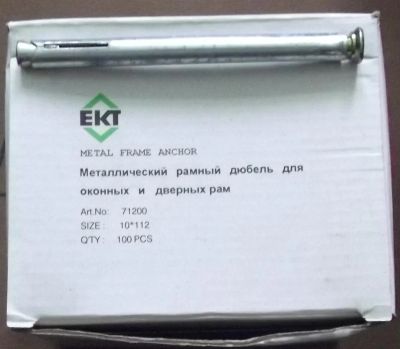 EKT
METAL FRAME ANCHOR
Металлический рамный дюбель для
оконных и дверных рам
Art.No: 71200
SIZE : 10*112
Q'TY : 100 PCS